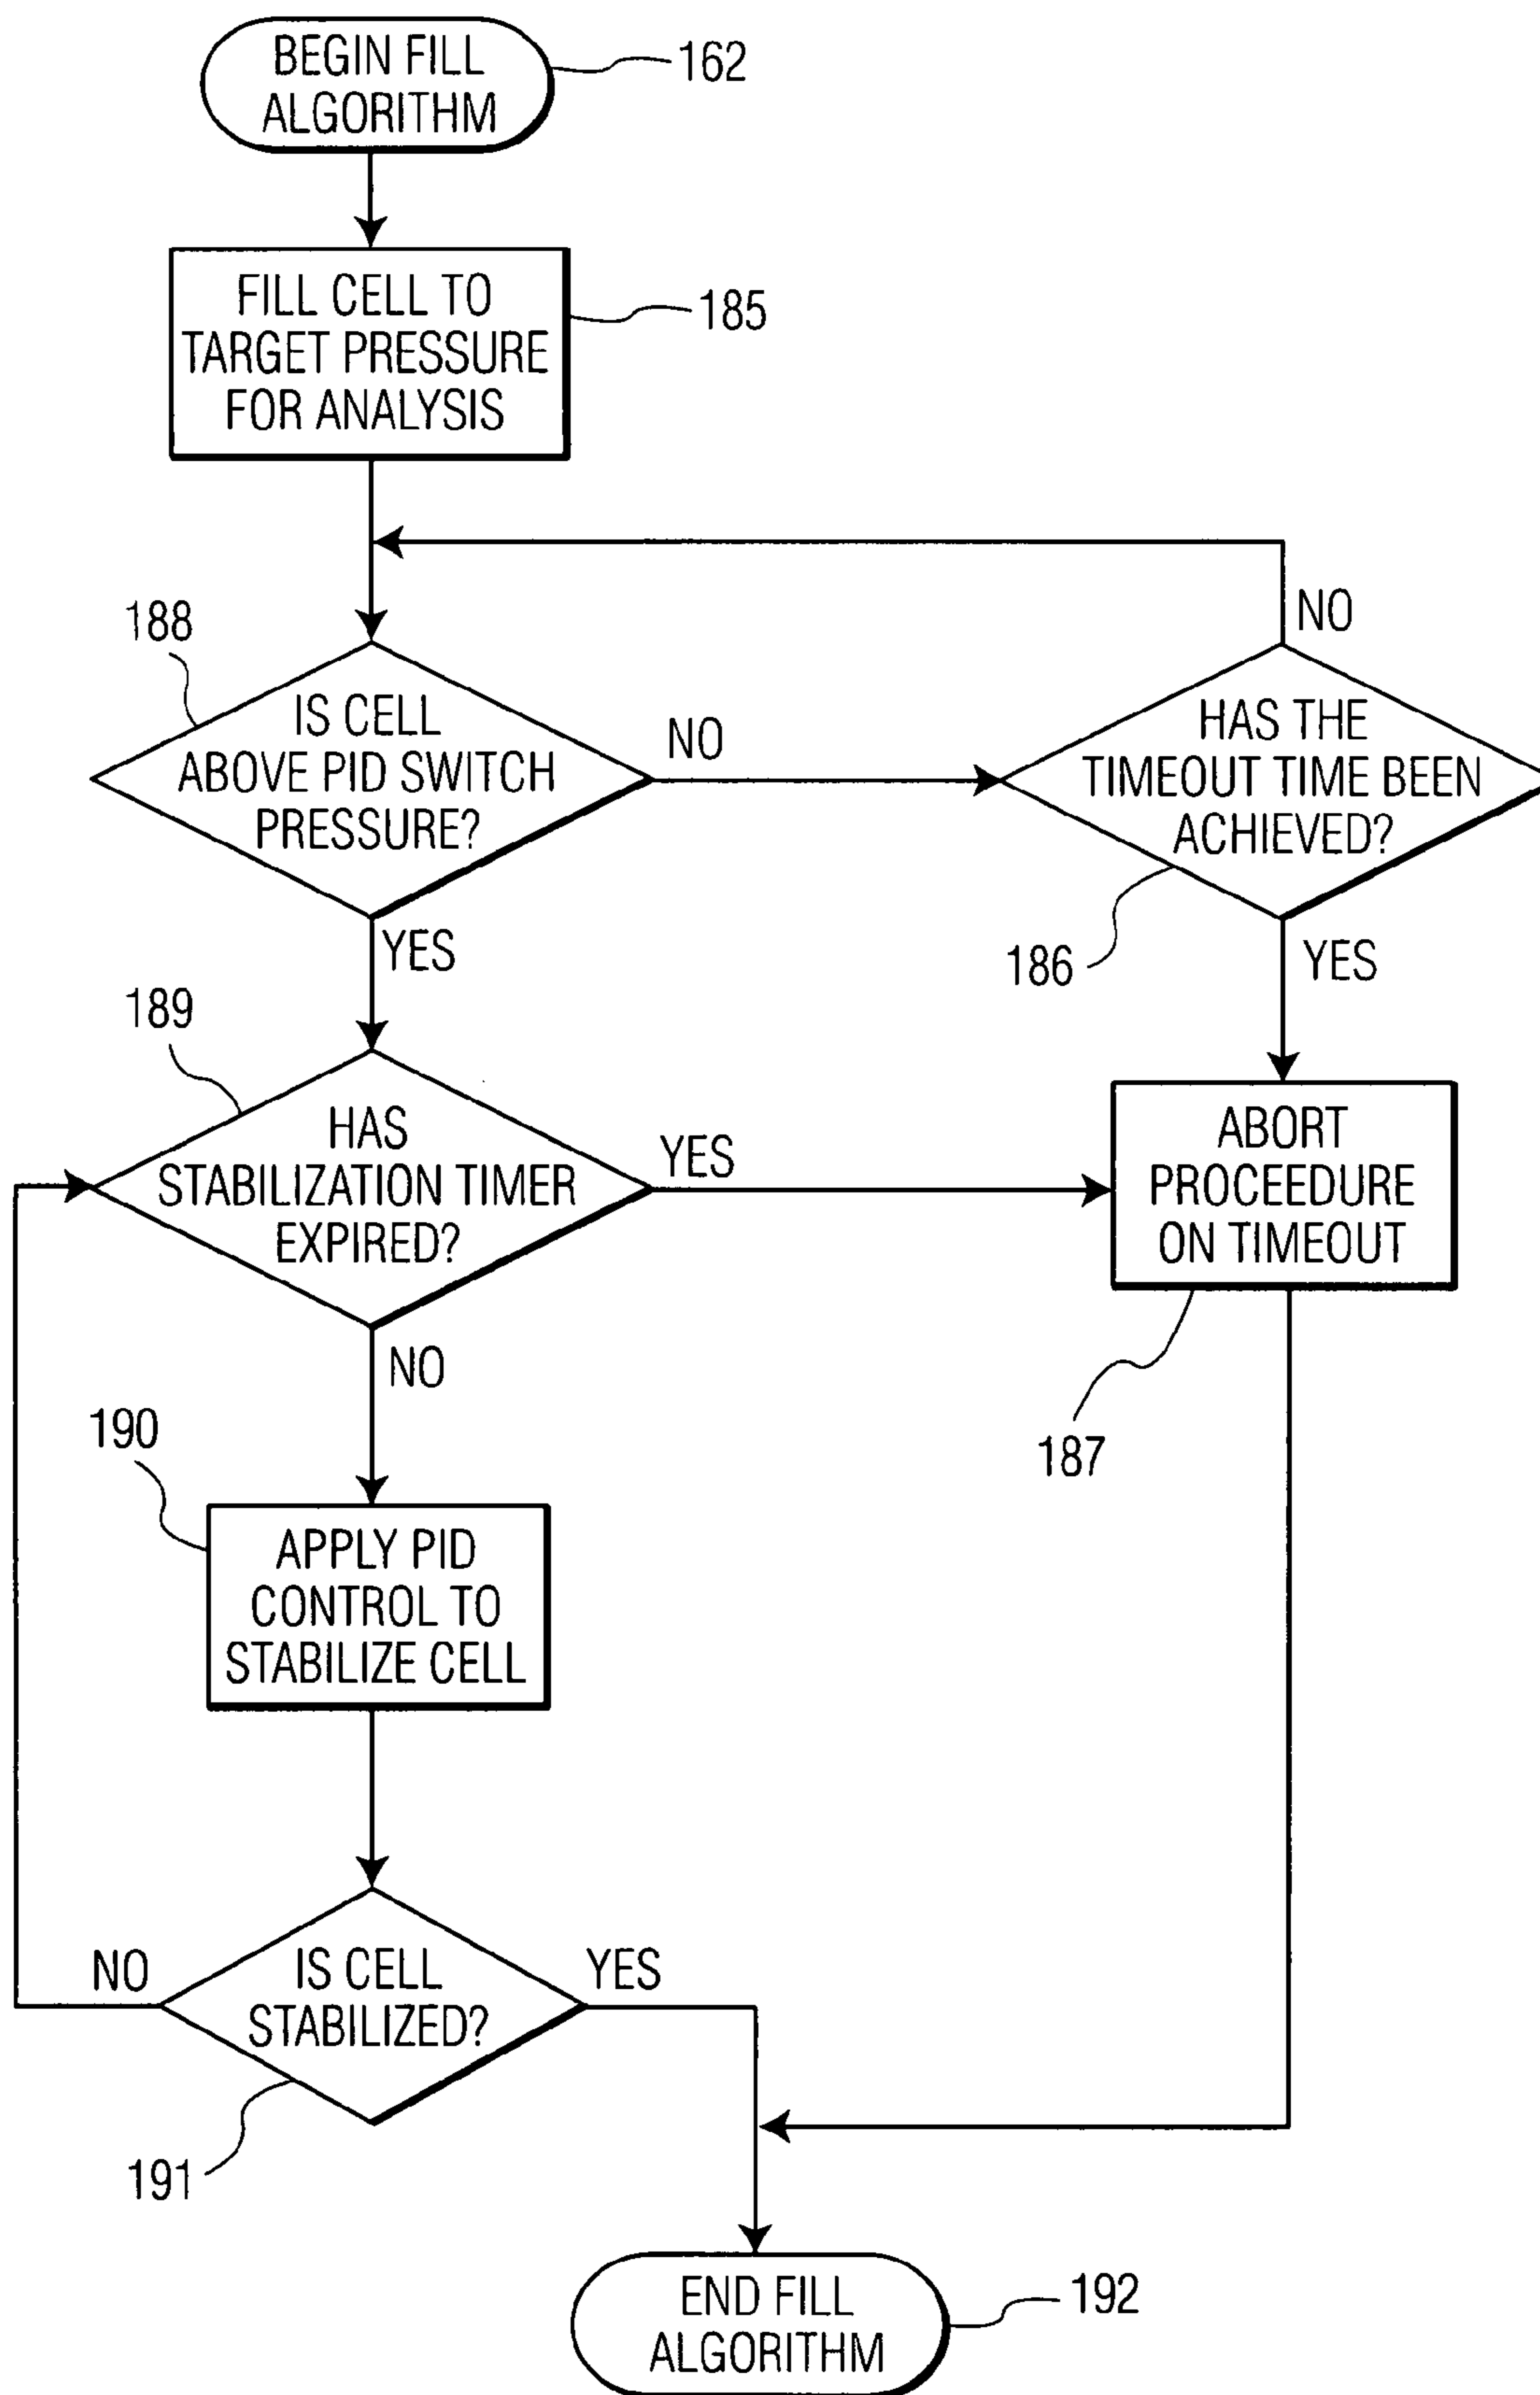 BEGIN FILL
ALGORITHM
162
FILL CELL TO
TARGET PRESSURE
FOR ANALYSIS
185
188
IS CELL
ABOVE PID SWITCH
PRESSURE?
NO
HAS THE
TIMEOUT TIME BEEN
ACHIEVED?
NO
186
YES
YES
189
HAS
STABILIZATION TIMER
EXPIRED?
YES
ABORT
PROCEEDURE
ON TIMEOUT
187
NO
190
APPLY PID
CONTROL TO
STABILIZE CELL
NO
IS CELL
STABILIZED?
YES
191
END FILL
ALGORITHM
192